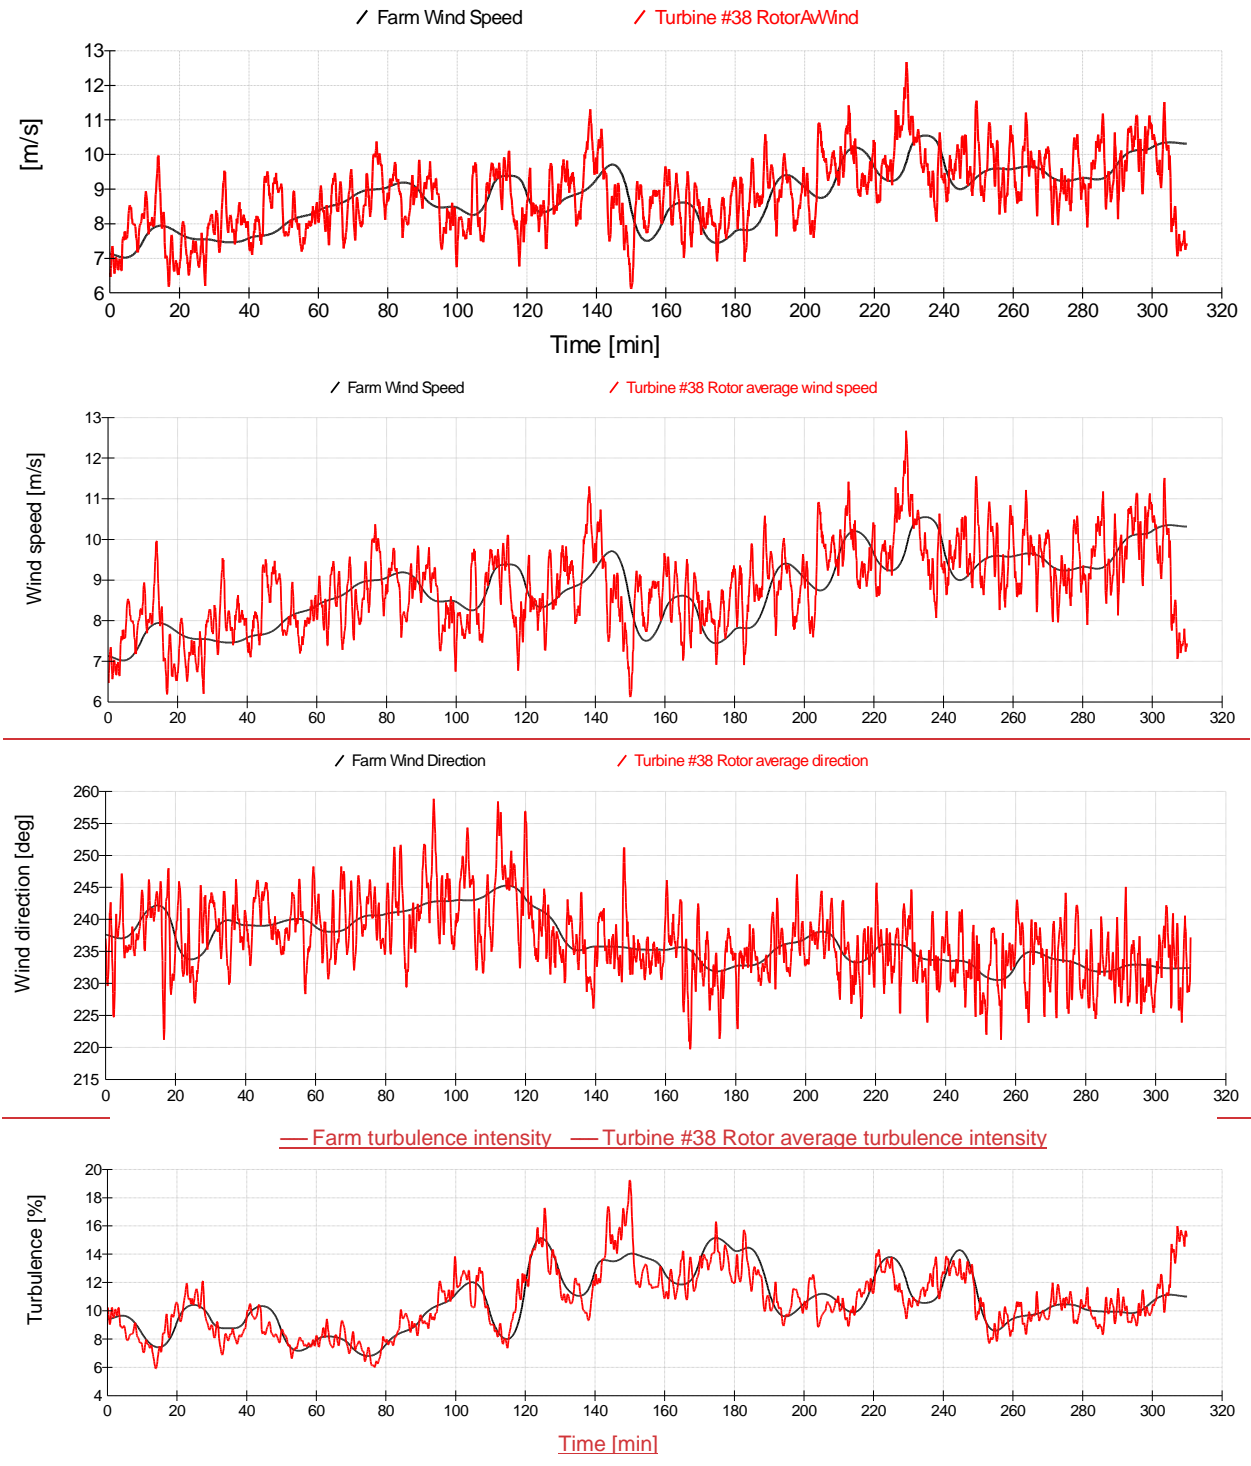 Farm Wind Speed Turbine #38 RotorAvWind
13
12
11
10
9
8
7
6
[m/s]
0 20 40 60 80 100 120 140 160 180 200 220 240 260 280 300 320
Time [min]
Farm Wind Speed Turbine #38 Rotor average wind speed
13
12
11
10
9
8
7
6
Wind speed [m/s]
0 20 40 60 80 100 120 140 160 180 200 220 240 260 280 300 320
Farm Wind Direction Turbine #38 Rotor average direction
260
255
250
245
240
235
230
225
220
215
Wind direction [deg]
0 20 40 60 80 100 120 140 160 180 200 220 240 260 280 300 320
Farm turbulence intensity Turbine #38 Rotor average turbulence intensity
20
18
16
14
12
10
8
6
4
Turbulence [%]
0 20 40 60 80 100 120 140 160 180 200 220 240 260 280 300 320
Time [min]